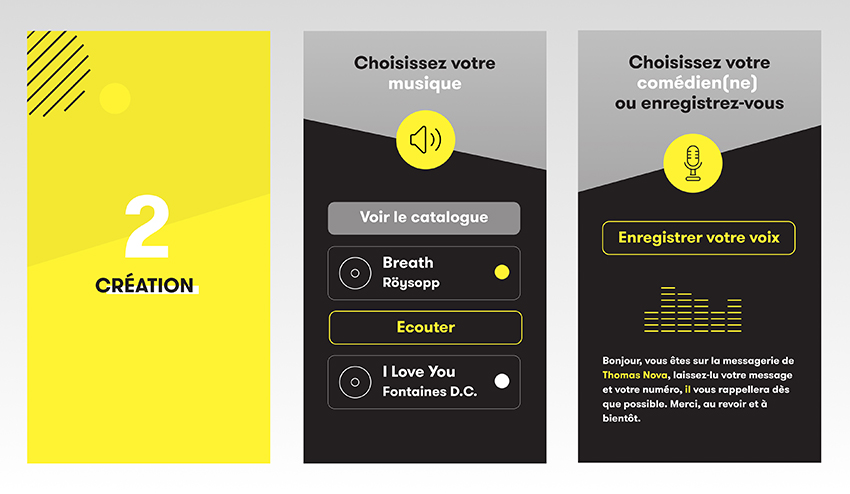 2
CRÉATION
Choisissez votre
musique
Voir le catalogue
Breath
Röysopp
Ecouter
I Love You
Fontaines D.C.
Choisissez votre
comédien(ne)
ou enregistrez-vous
Enregistrer votre voix
Bonjour, vous êtes sur la messagerie de
Thomas Nova, laissez-lu votre message
et votre numéro, il vous rappellera dès
que possible. Merci, au revoir et à
bientôt.